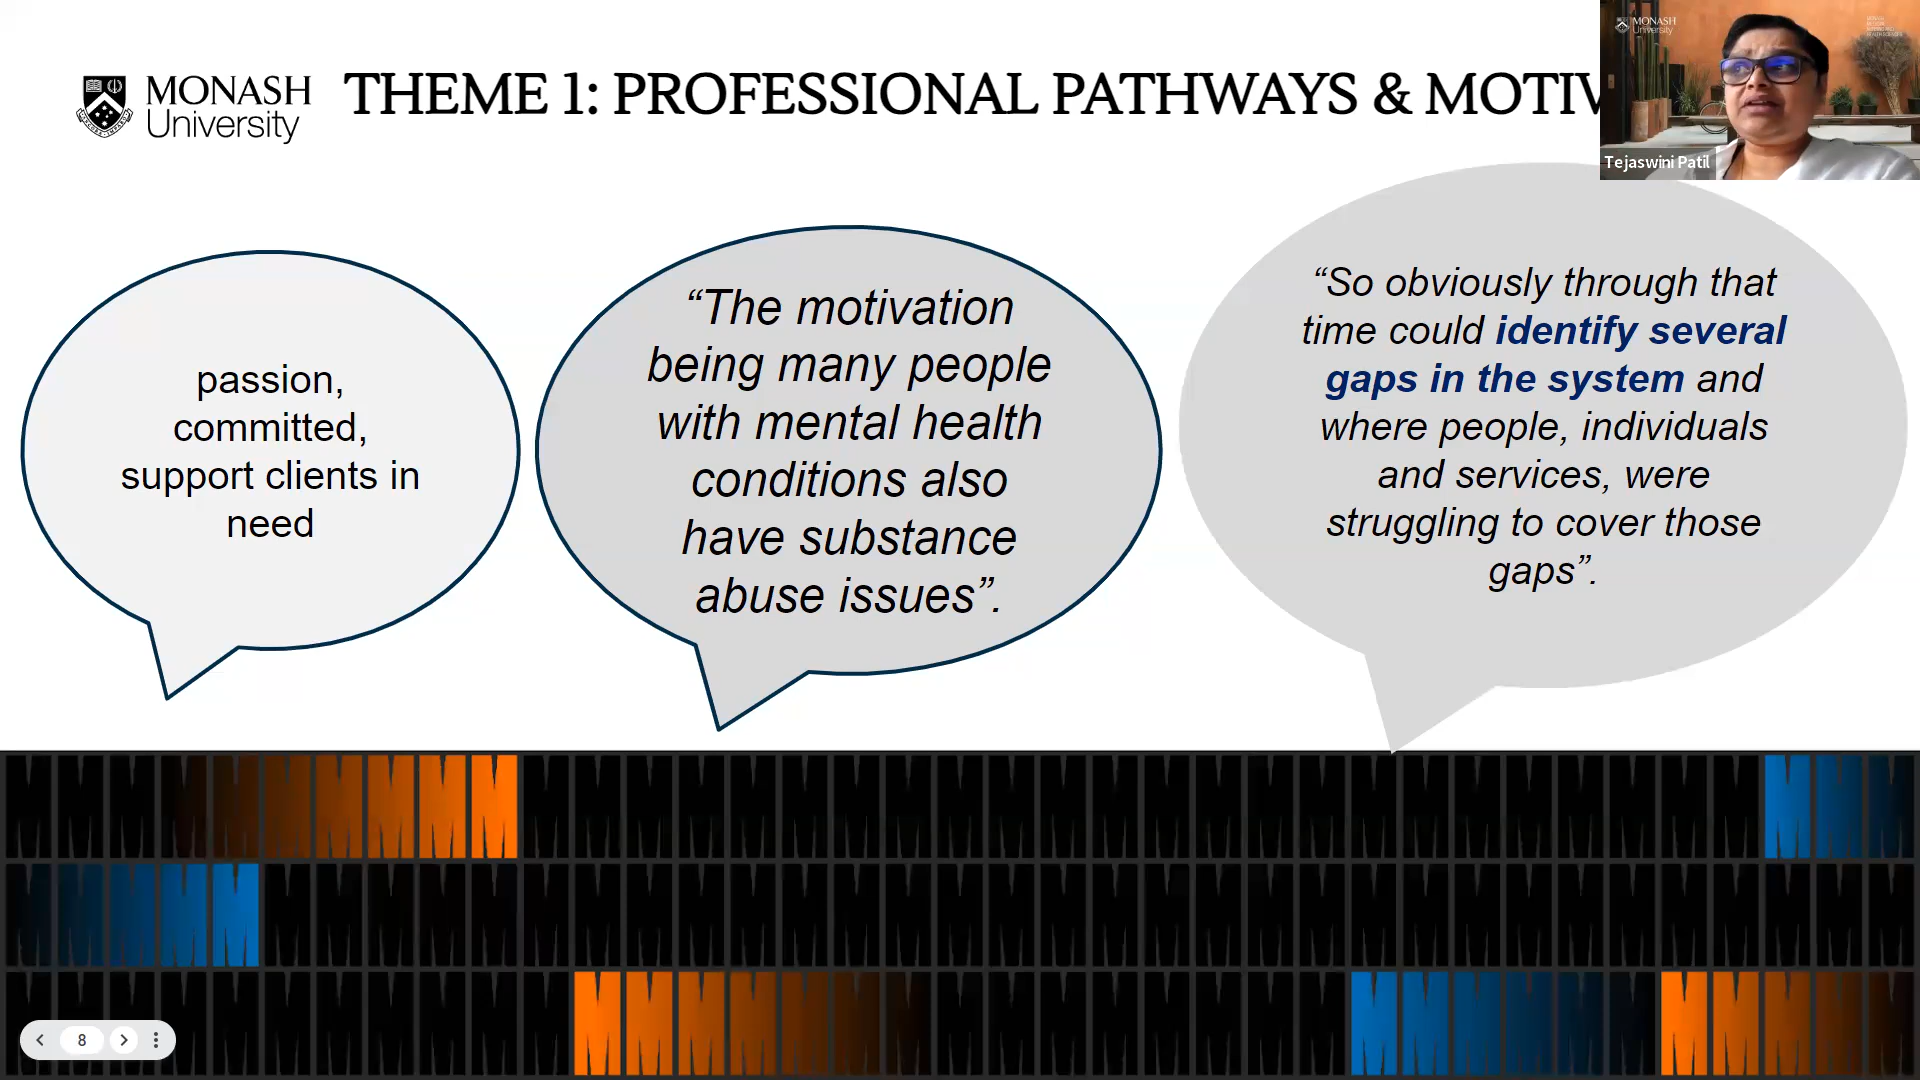 MONASH
University
THEME 1: PROFESSIONAL PATHWAYS & MOTIV
MONASH
University
Tejaswini Patil
passion,
committed,
support clients in
need
“The motivation
being many people
with mental health
conditions also
have substance
abuse issues”.
“So obviously through that
time could identify several
gaps in the system and
where people, individuals
and services, were
struggling to cover those
gaps”.
8